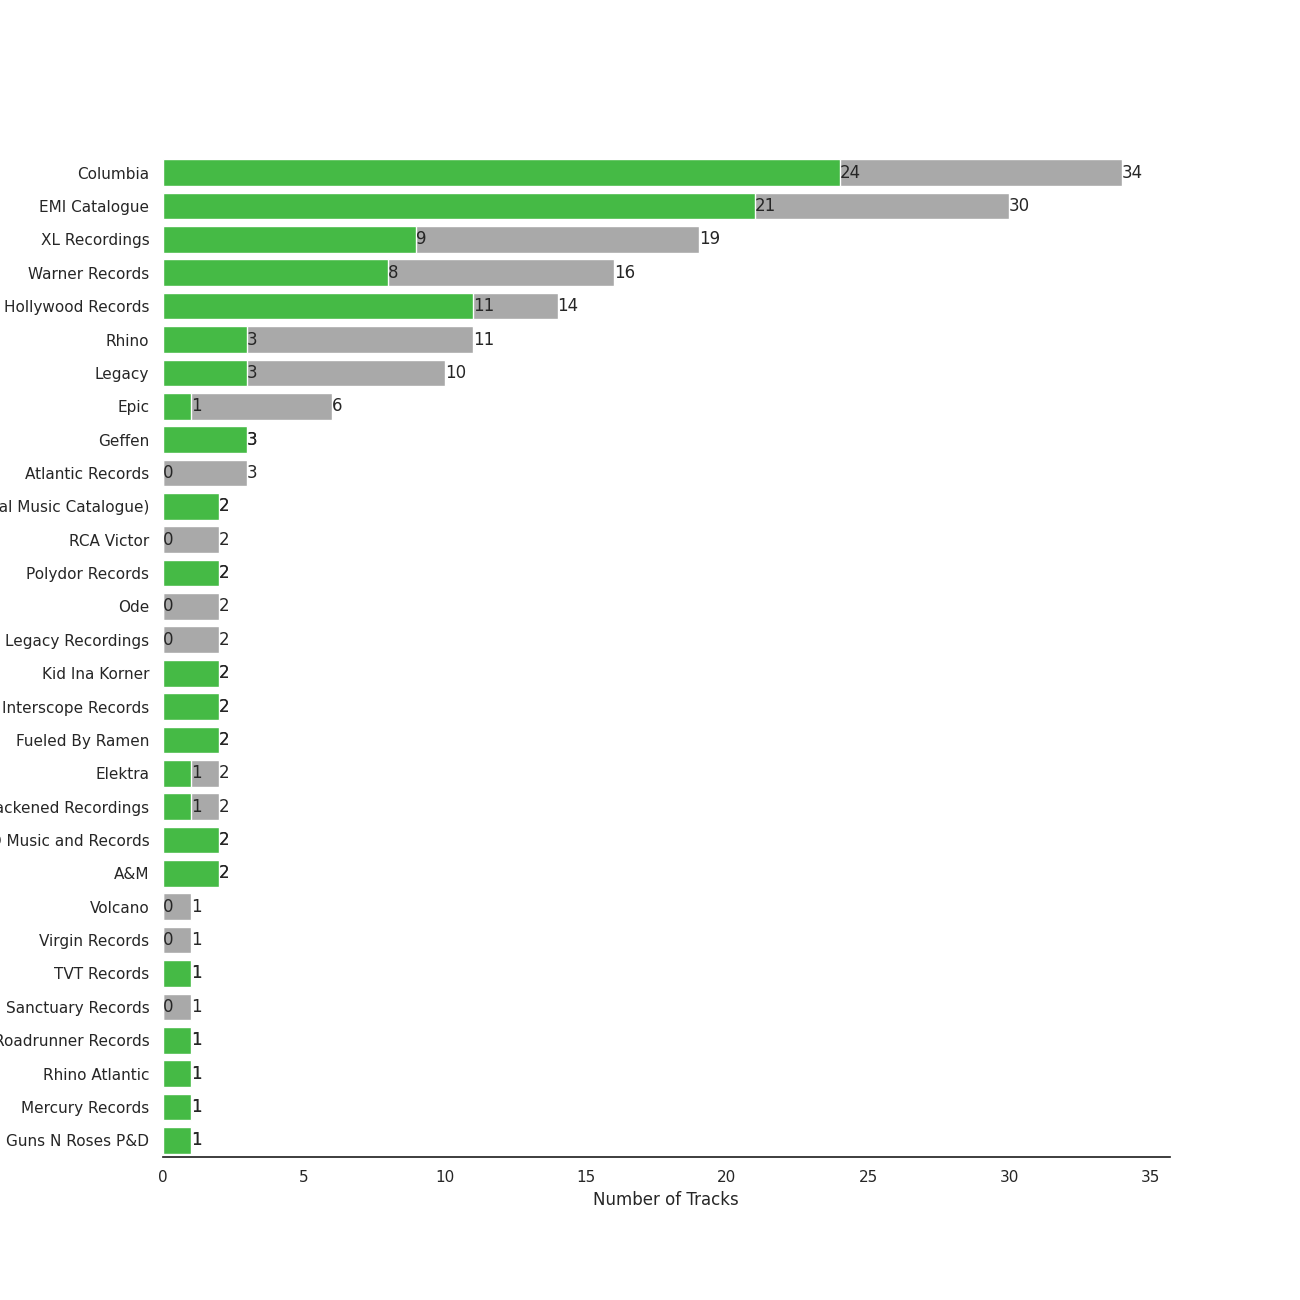 Columbia 24 34
EMI Catalogue 21 30
XL Recordings 9 19
Warner Records 8 16
Hollywood Records 11 14
Rhino 3 11
Legacy 3 10
Epic 1 6
Geffen 3
Atlantic Records 0 3
al Music Catalogue) 2
RCA Victor 0 2
Polydor Records 2
Ode 0 2
Legacy Recordings 0 2
Kid Ina Korner 2
Interscope Records 2
Fueled By Ramen 2
Elektra 1 2
ackened Recordings 1 2
Music and Records 2
A&M 2
Volcano 0 1
Virgin Records 0 1
TVT Records 1
Sanctuary Records 0 1
Roadrunner Records 1
Rhino Atlantic 1
Mercury Records 1
Guns N Roses P&D 1
0 5 10 15 20 25 30 35
Number of Tracks